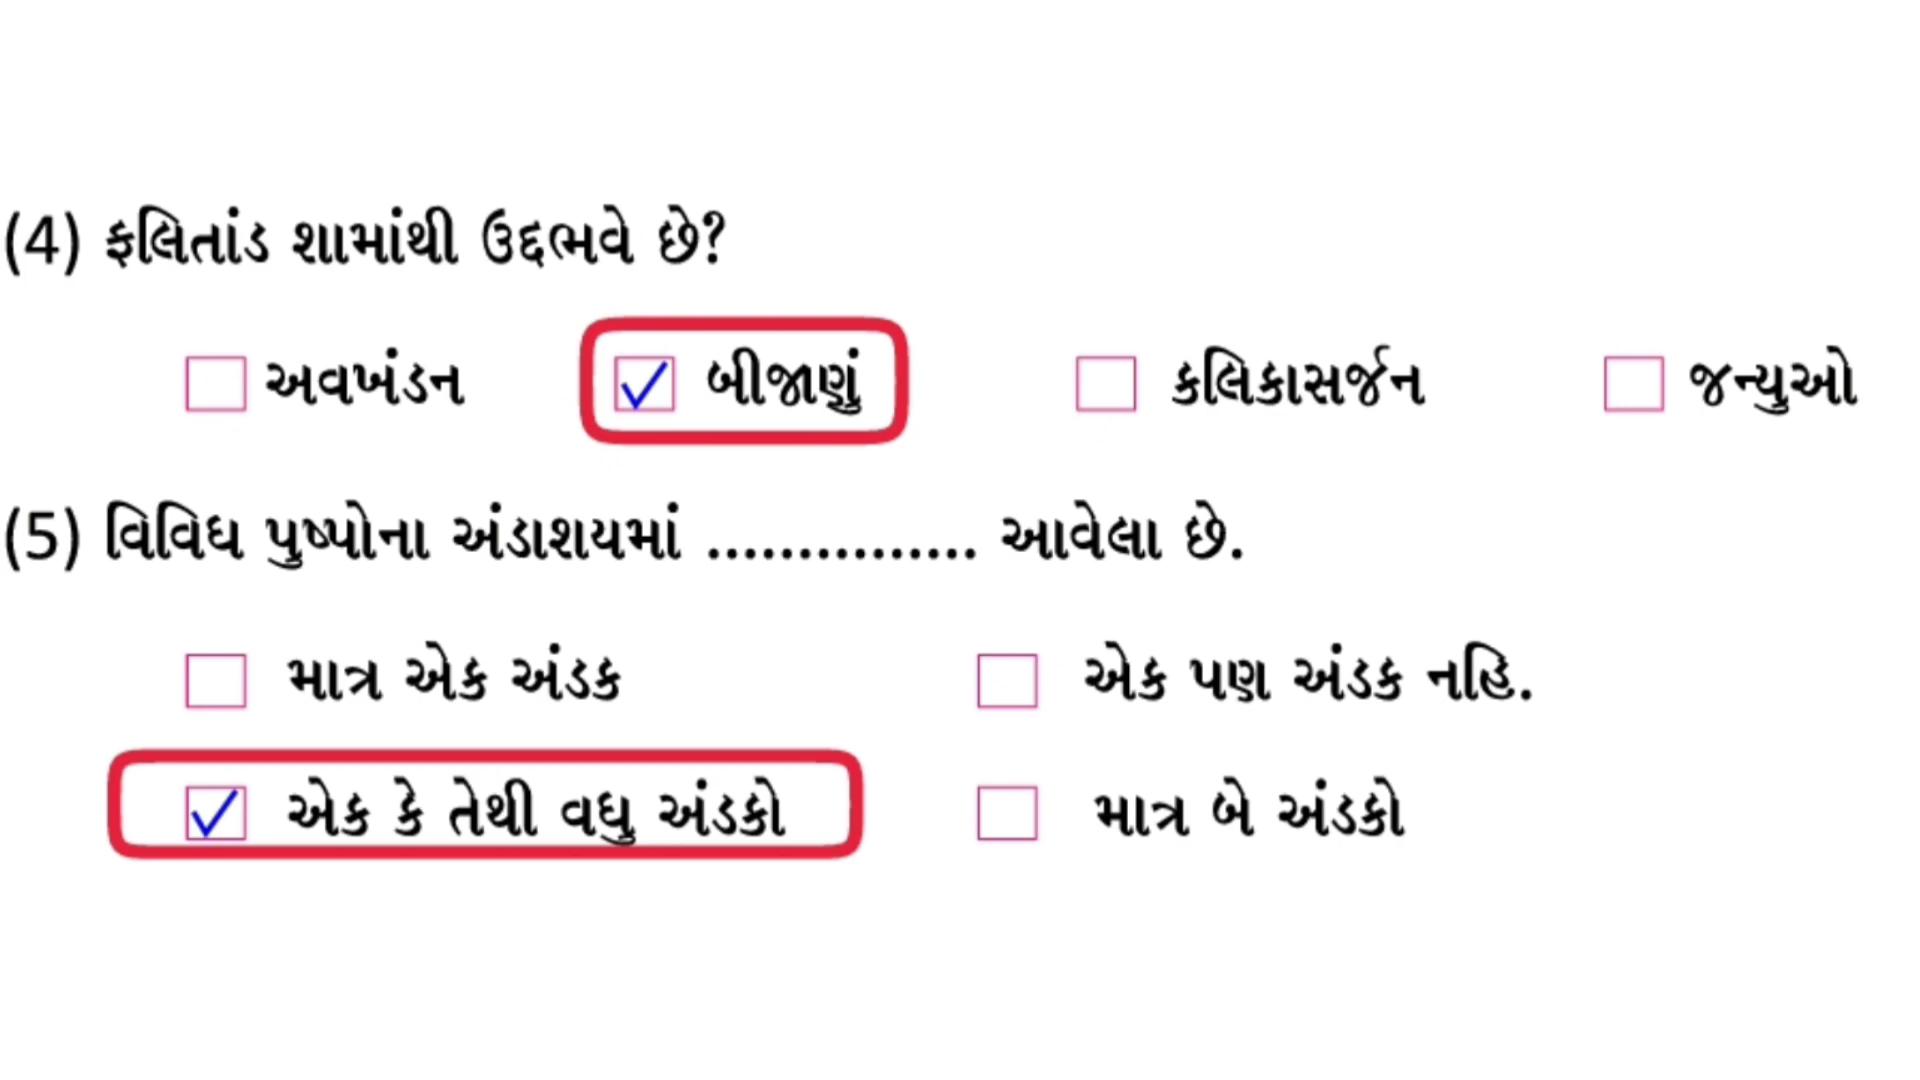 (4) ફલિતાંડ શામાંથી ઉદ્દભવે છે?
અવખંડન બીજાણું કલિકાસર્જન જન્યુઓ
(5) વિવિધ પુષ્પોના અંડાશયમાં ............... આવેલા છે.
માત્ર એક અંડક એક પણ અંડક નહિ.
એક કે તેથી વધુ અંડકો માત્ર બે અંડકો